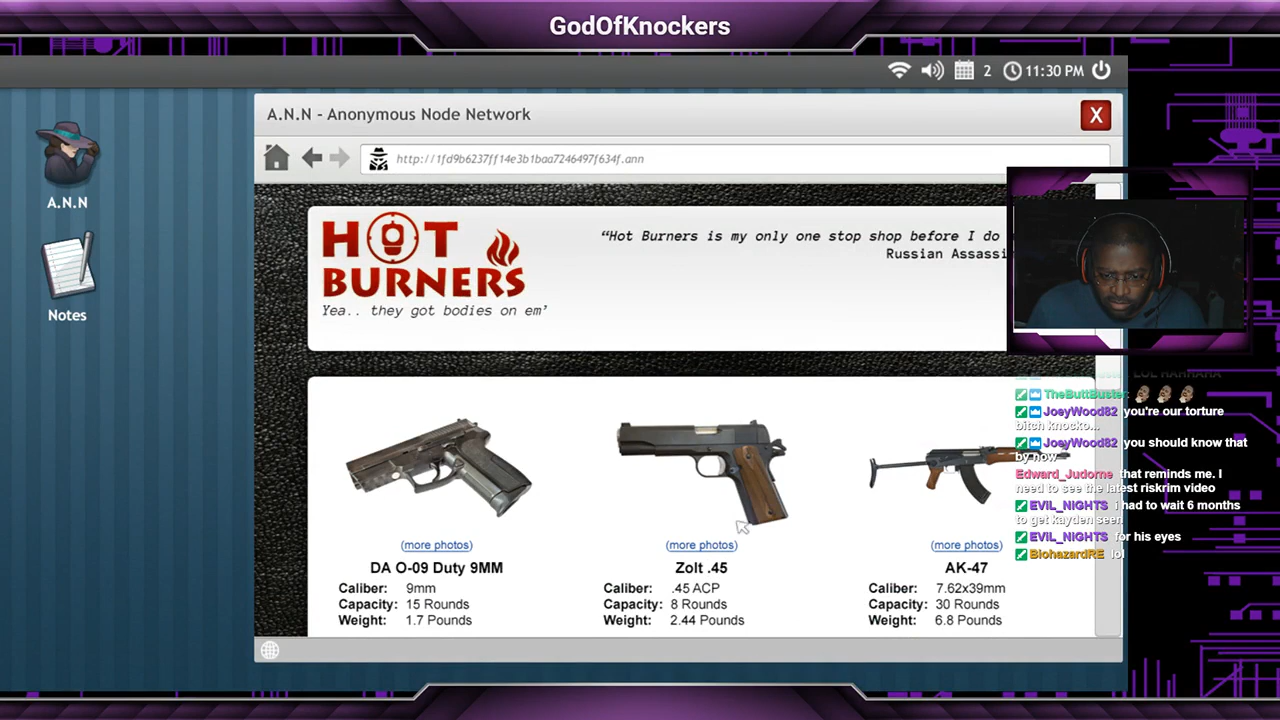 GodOfKnockers
2 11:30 PM
A.N.N - Anonymous Node Network
X
http://1fd9b6237ff14e3b1baa7246497f634f.ann
A.N.N
Notes
HOT
BURNERS
Yea.. they got bodies on em'
“Hot Burners is my only one stop shop before I do
Russian Assassi
(more photos)
DA O-09 Duty 9MM
Caliber: 9mm
Capacity: 15 Rounds
Weight: 1.7 Pounds
(more photos)
Zolt .45
Caliber: .45 ACP
Capacity: 8 Rounds
Weight: 2.44 Pounds
(more photos)
AK-47
Caliber: 7.62x39mm
Capacity: 30 Rounds
Weight: 6.8 Pounds
LOL HAHAHAHA
TheButtBuster:
JoeyWood82 you're our torture
bitch knocko...
JoeyWood82 you should know that
by now
Edward_Judorne that reminds me. I
need to see the latest riskrim video
EVIL_NIGHTS i had to wait 6 months
to get kayden seen
EVIL_NIGHTS for his eyes
BiohazardRE lol